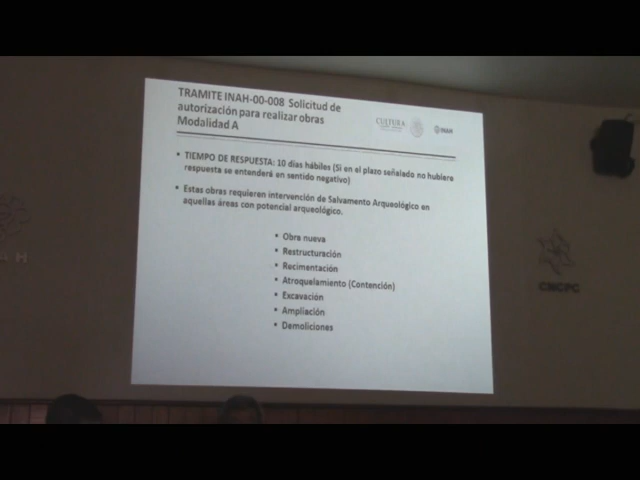 TRAMITE INAH-00-008 Solicitud de
autorización para realizar obras
Modalidad A
CULTURA
INAH
• TIEMPO DE RESPUESTA: 10 días hábiles (Si en el plazo señalado no hubiere
respuesta se entenderá en sentido negativo)
• Estas obras requieren intervención de Salvamento Arqueológico en
aquellas áreas con potencial arqueológico.
• Obra nueva
• Restructuración
• Recimentación
• Atroquelamiento (Contención)
• Excavación
• Ampliación
• Demoliciones
CNCPC